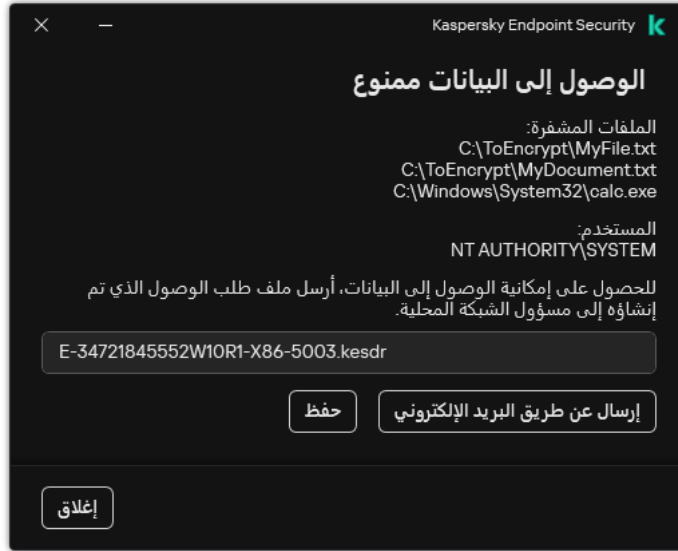 Kaspersky Endpoint Security
الوصول إلى البيانات ممنوع
الملفات المشفرة:
C:\ToEncrypt\MyFile.txt
C:\ToEncrypt\MyDocument.txt
C:\Windows\System32\calc.exe
المستخدم:
NT AUTHORITY\SYSTEM
للحصول على إمكانية الوصول إلى البيانات، أرسل ملف طلب الوصول الذي تم
إنشاؤه إلى مسؤول الشبكة المحلية.
E-34721845552W10R1-X86-5003.kesdr
إرسال عن طريق البريد الإلكتروني
حفظ
إغلاق